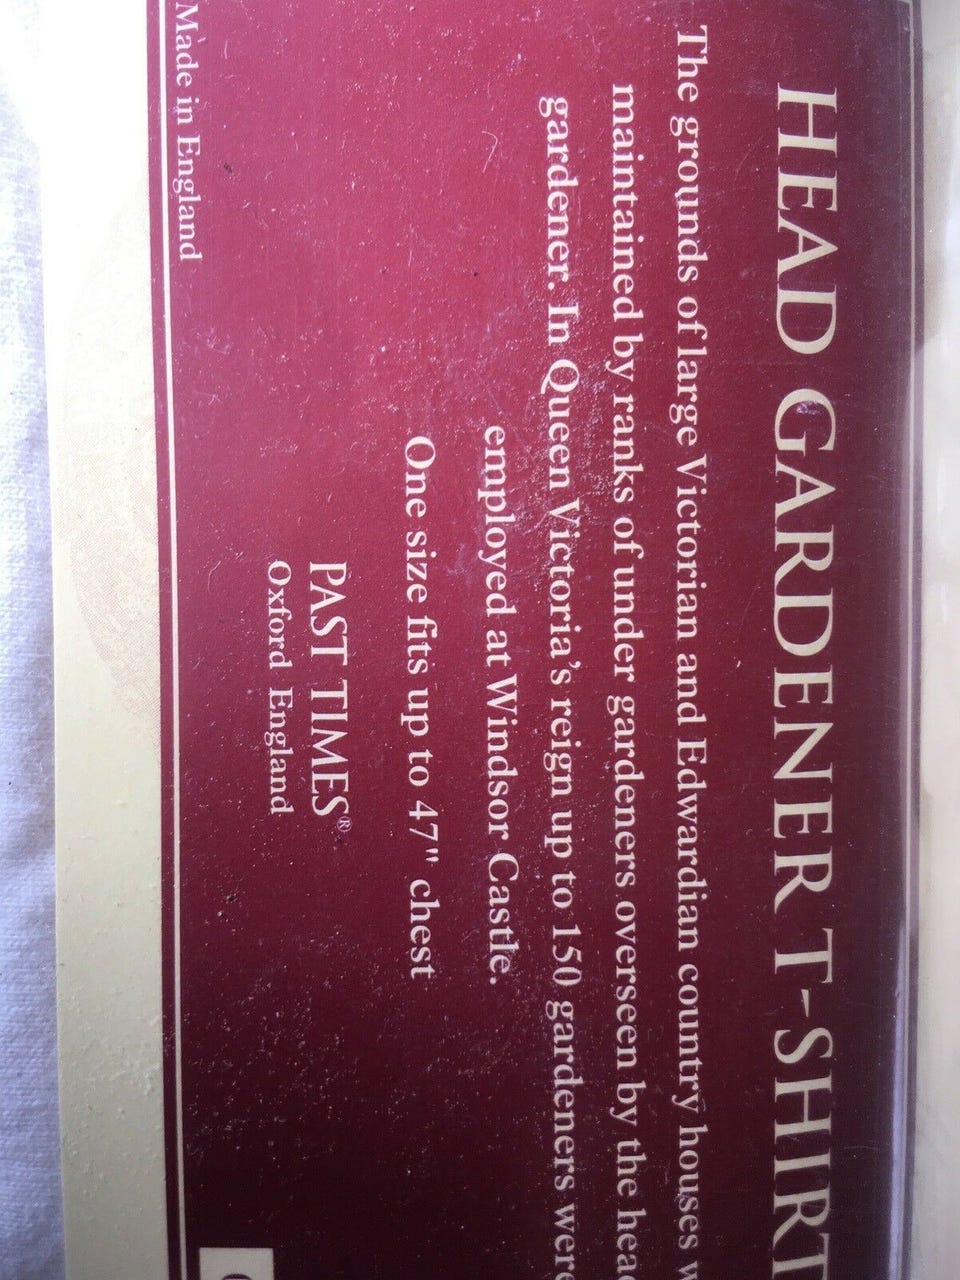 HEAD GARDENER T-SHIRT
The grounds of large Victorian and Edwardian country houses
maintained by ranks of under gardeners overseen by the head
gardener. In Queen Victoria's reign up to 150 gardeners were
employed at Windsor Castle.
One size fits up to 47" chest
PAST TIMES®
Oxford England
Made in England